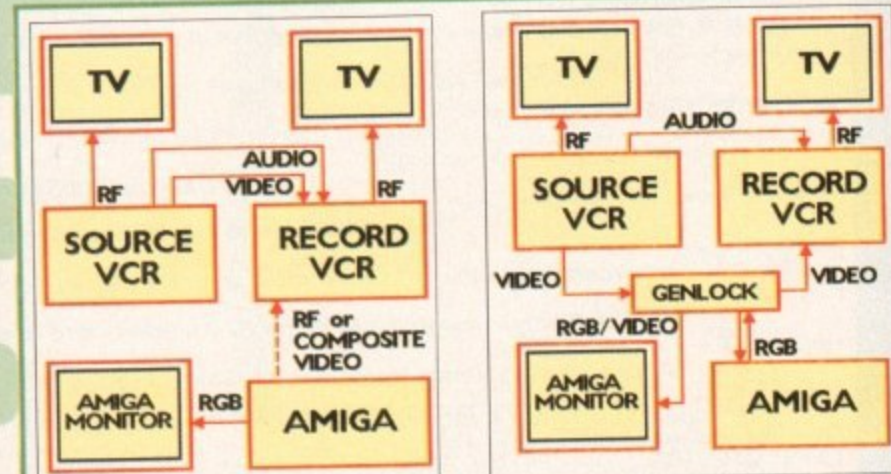 TV
TV
AUDIO
VIDEO
RF
RF
SOURCE
VCR
RECORD
VCR
RF or
COMPOSITE
VIDEO
AMIGA
MONITOR
RGB
AMIGA
TV
TV
AUDIO
RF
RF
SOURCE
VCR
RECORD
VCR
VIDEO
GENLOCK
VIDEO
RGB/VIDEO
RGB
AMIGA
MONITOR
AMIGA